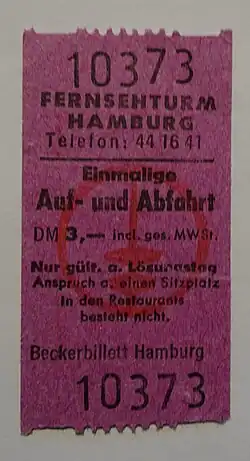 10373
FERNSEHTURM
HAMBURG
Telefon: 44 16 41
Einmalige
Auf- und Abfahrt
DM 3,— incl. ges. MWSt.
Nur gült. a. Lösungstag
Anspruch a. einen Sitzplatz
in den Restaurants
besteht nicht.
Beckerbillett Hamburg
10373